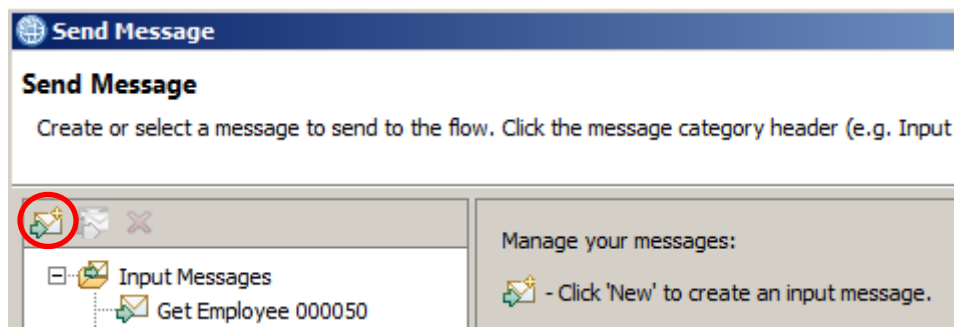 Send Message
Send Message
Create or select a message to send to the flow. Click the message category header (e.g. Input
Manage your messages:
Input Messages
- Click 'New' to create an input message.
Get Employee 000050